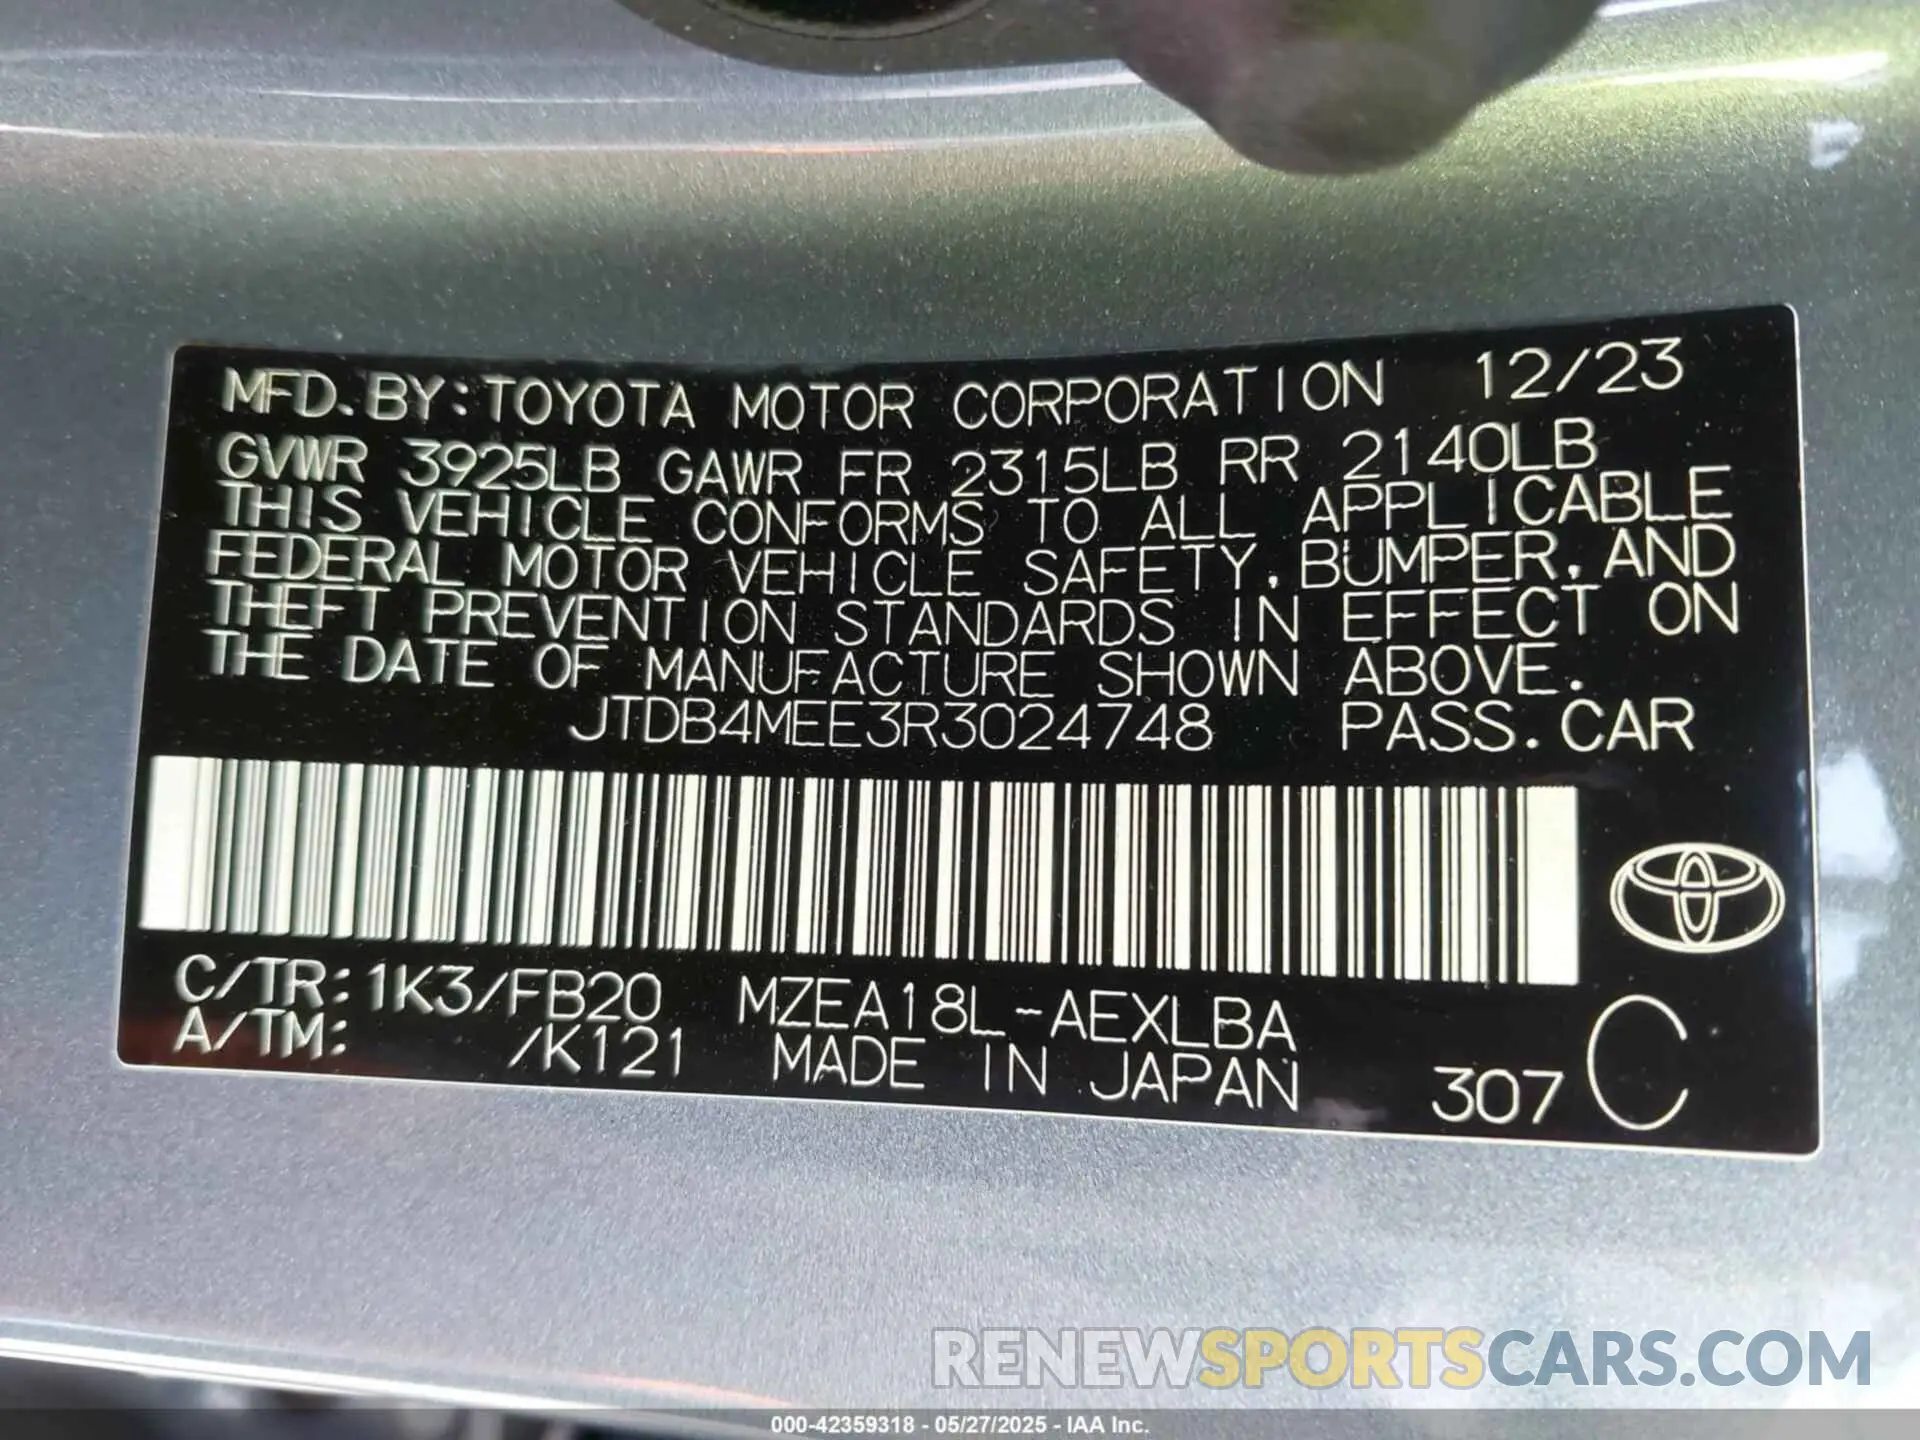 MFD. BY: TOYOTA MOTOR CORPORATION 12/23
GVWR 3925LB GAWR FR 2315LB RR 2140LB
THIS VEHICLE CONFORMS TO ALL APPLICABLE
FEDERAL MOTOR VEHICLE SAFETY, BUMPER, AND
THEFT PREVENTION STANDARDS IN EFFECT ON
THE DATE OF MANUFACTURE SHOWN ABOVE.
JTDB4MEE3R3024748 PASS. CAR
C/TR: 1K3/FB20 MZEA18L-AEXLBA
A/TM: /K121 MADE IN JAPAN 307 C
RENEWSPORTSCARS.COM
000-42359318 - 05/27/2025 - IAA Inc.